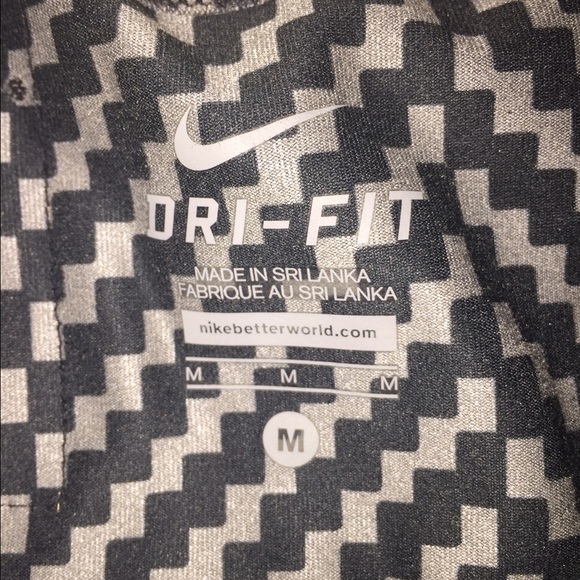 DRI-FIT
MADE IN SRI LANKA
FABRIQUE AU SRI LANKA
nikebetterworld.com
M M M
M